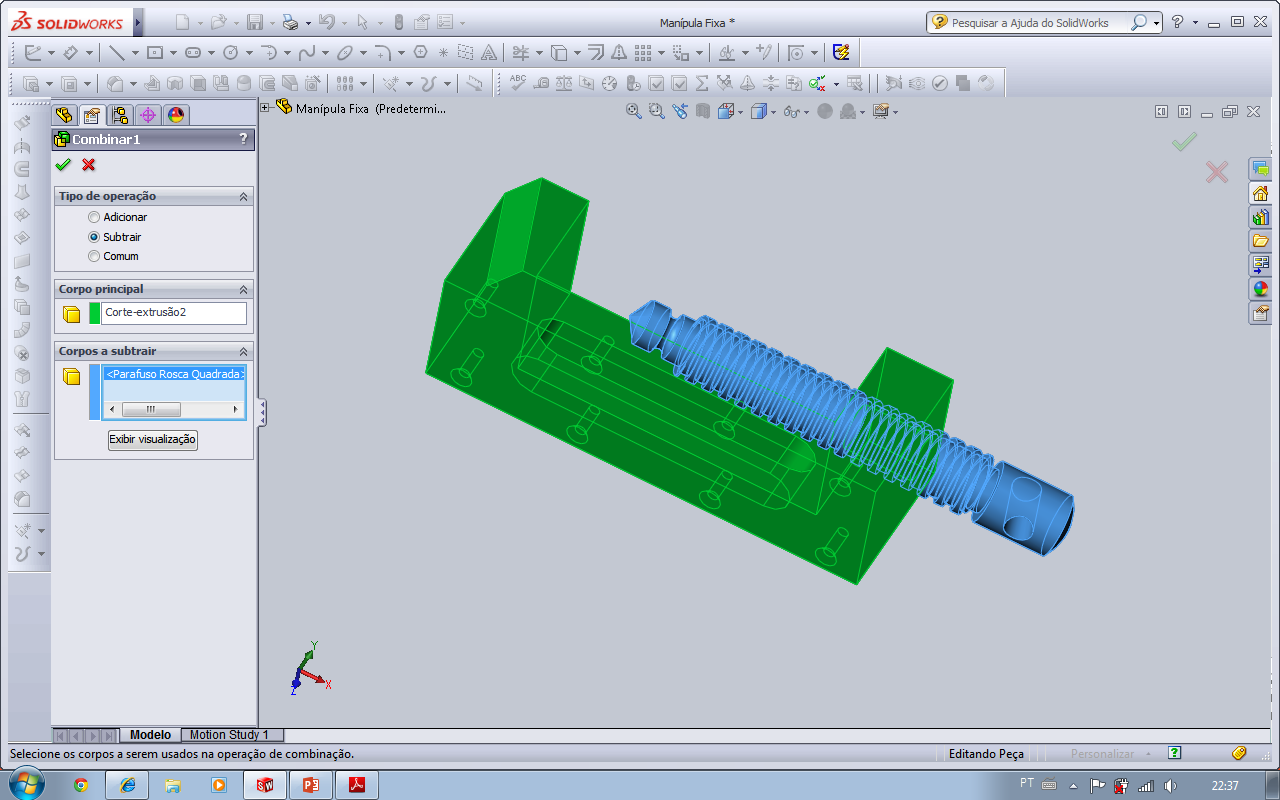 SOLIDWORKS
Manípula Fixa *
Pesquisar a Ajuda do SolidWorks
?
ABC
Manípula Fixa (Predetermi...
Combinar1
?
Tipo de operação
Adicionar
Subtrair
Comum
Corpo principal
Corte-extrusão2
Corpos a subtrair
<Parafuso Rosca Quadrada>
Exibir visualização
Y
X
Z
Modelo
Motion Study 1
Selecione os corpos a serem usados na operação de combinação.
Editando Peça
Personalizar
?
PT
22:37